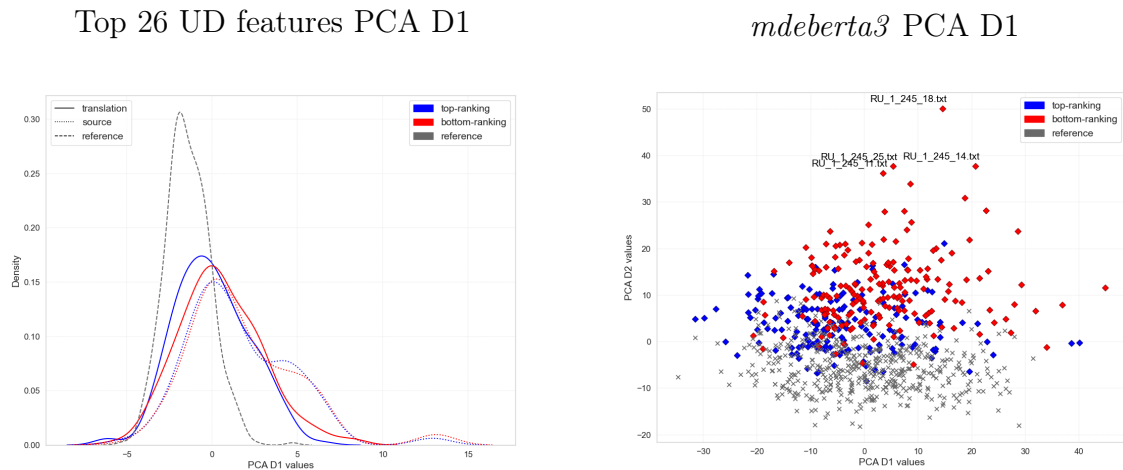 Top 26 UD features PCA D1
translation
source
reference
top-ranking
bottom-ranking
reference
0.30
0.25
0.20
0.15
0.10
0.05
0.00
Density
−5
0
5
10
15
PCA D1 values
mdeberta3 PCA D1
RU_1_245_18.txt
RU_1_245_25.txt
RU_1_245_14.txt
RU_1_245_11.txt
top-ranking
bottom-ranking
reference
50
40
30
20
10
0
−10
−20
PCA D2 values
−30
−20
−10
0
10
20
30
40
PCA D1 values